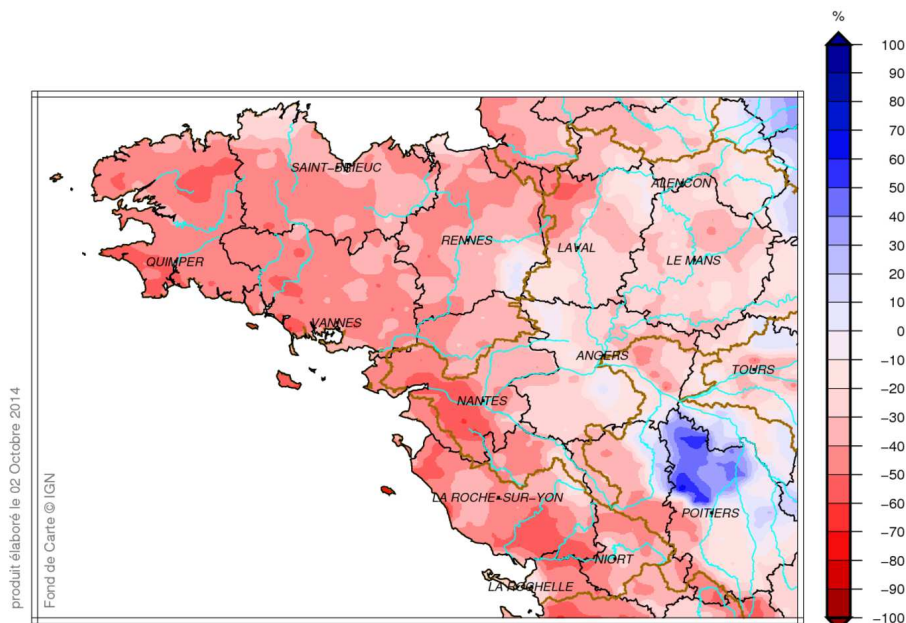 %
100
90
80
70
60
50
40
30
20
10
0
−10
−20
−30
−40
−50
−60
−70
−80
−90
−100
SAINT−BRIEUC
ALENCON
RENNES
LAVAL
LE MANS
QUIMPER
VANNES
ANGERS
TOURS
NANTES
LA ROCHE−SUR−YON
POITIERS
NIORT
LA ROCHELLE
produit élaboré le 02 Octobre 2014
Fond de Carte © IGN